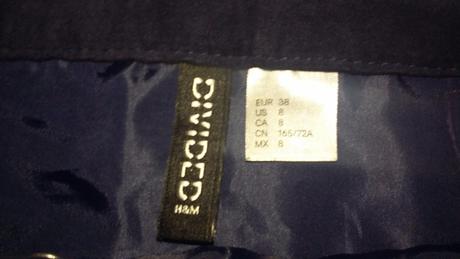 DIVIDED
H&M
EUR 38
US 8
CA 8
CN 165/72A
MX 8